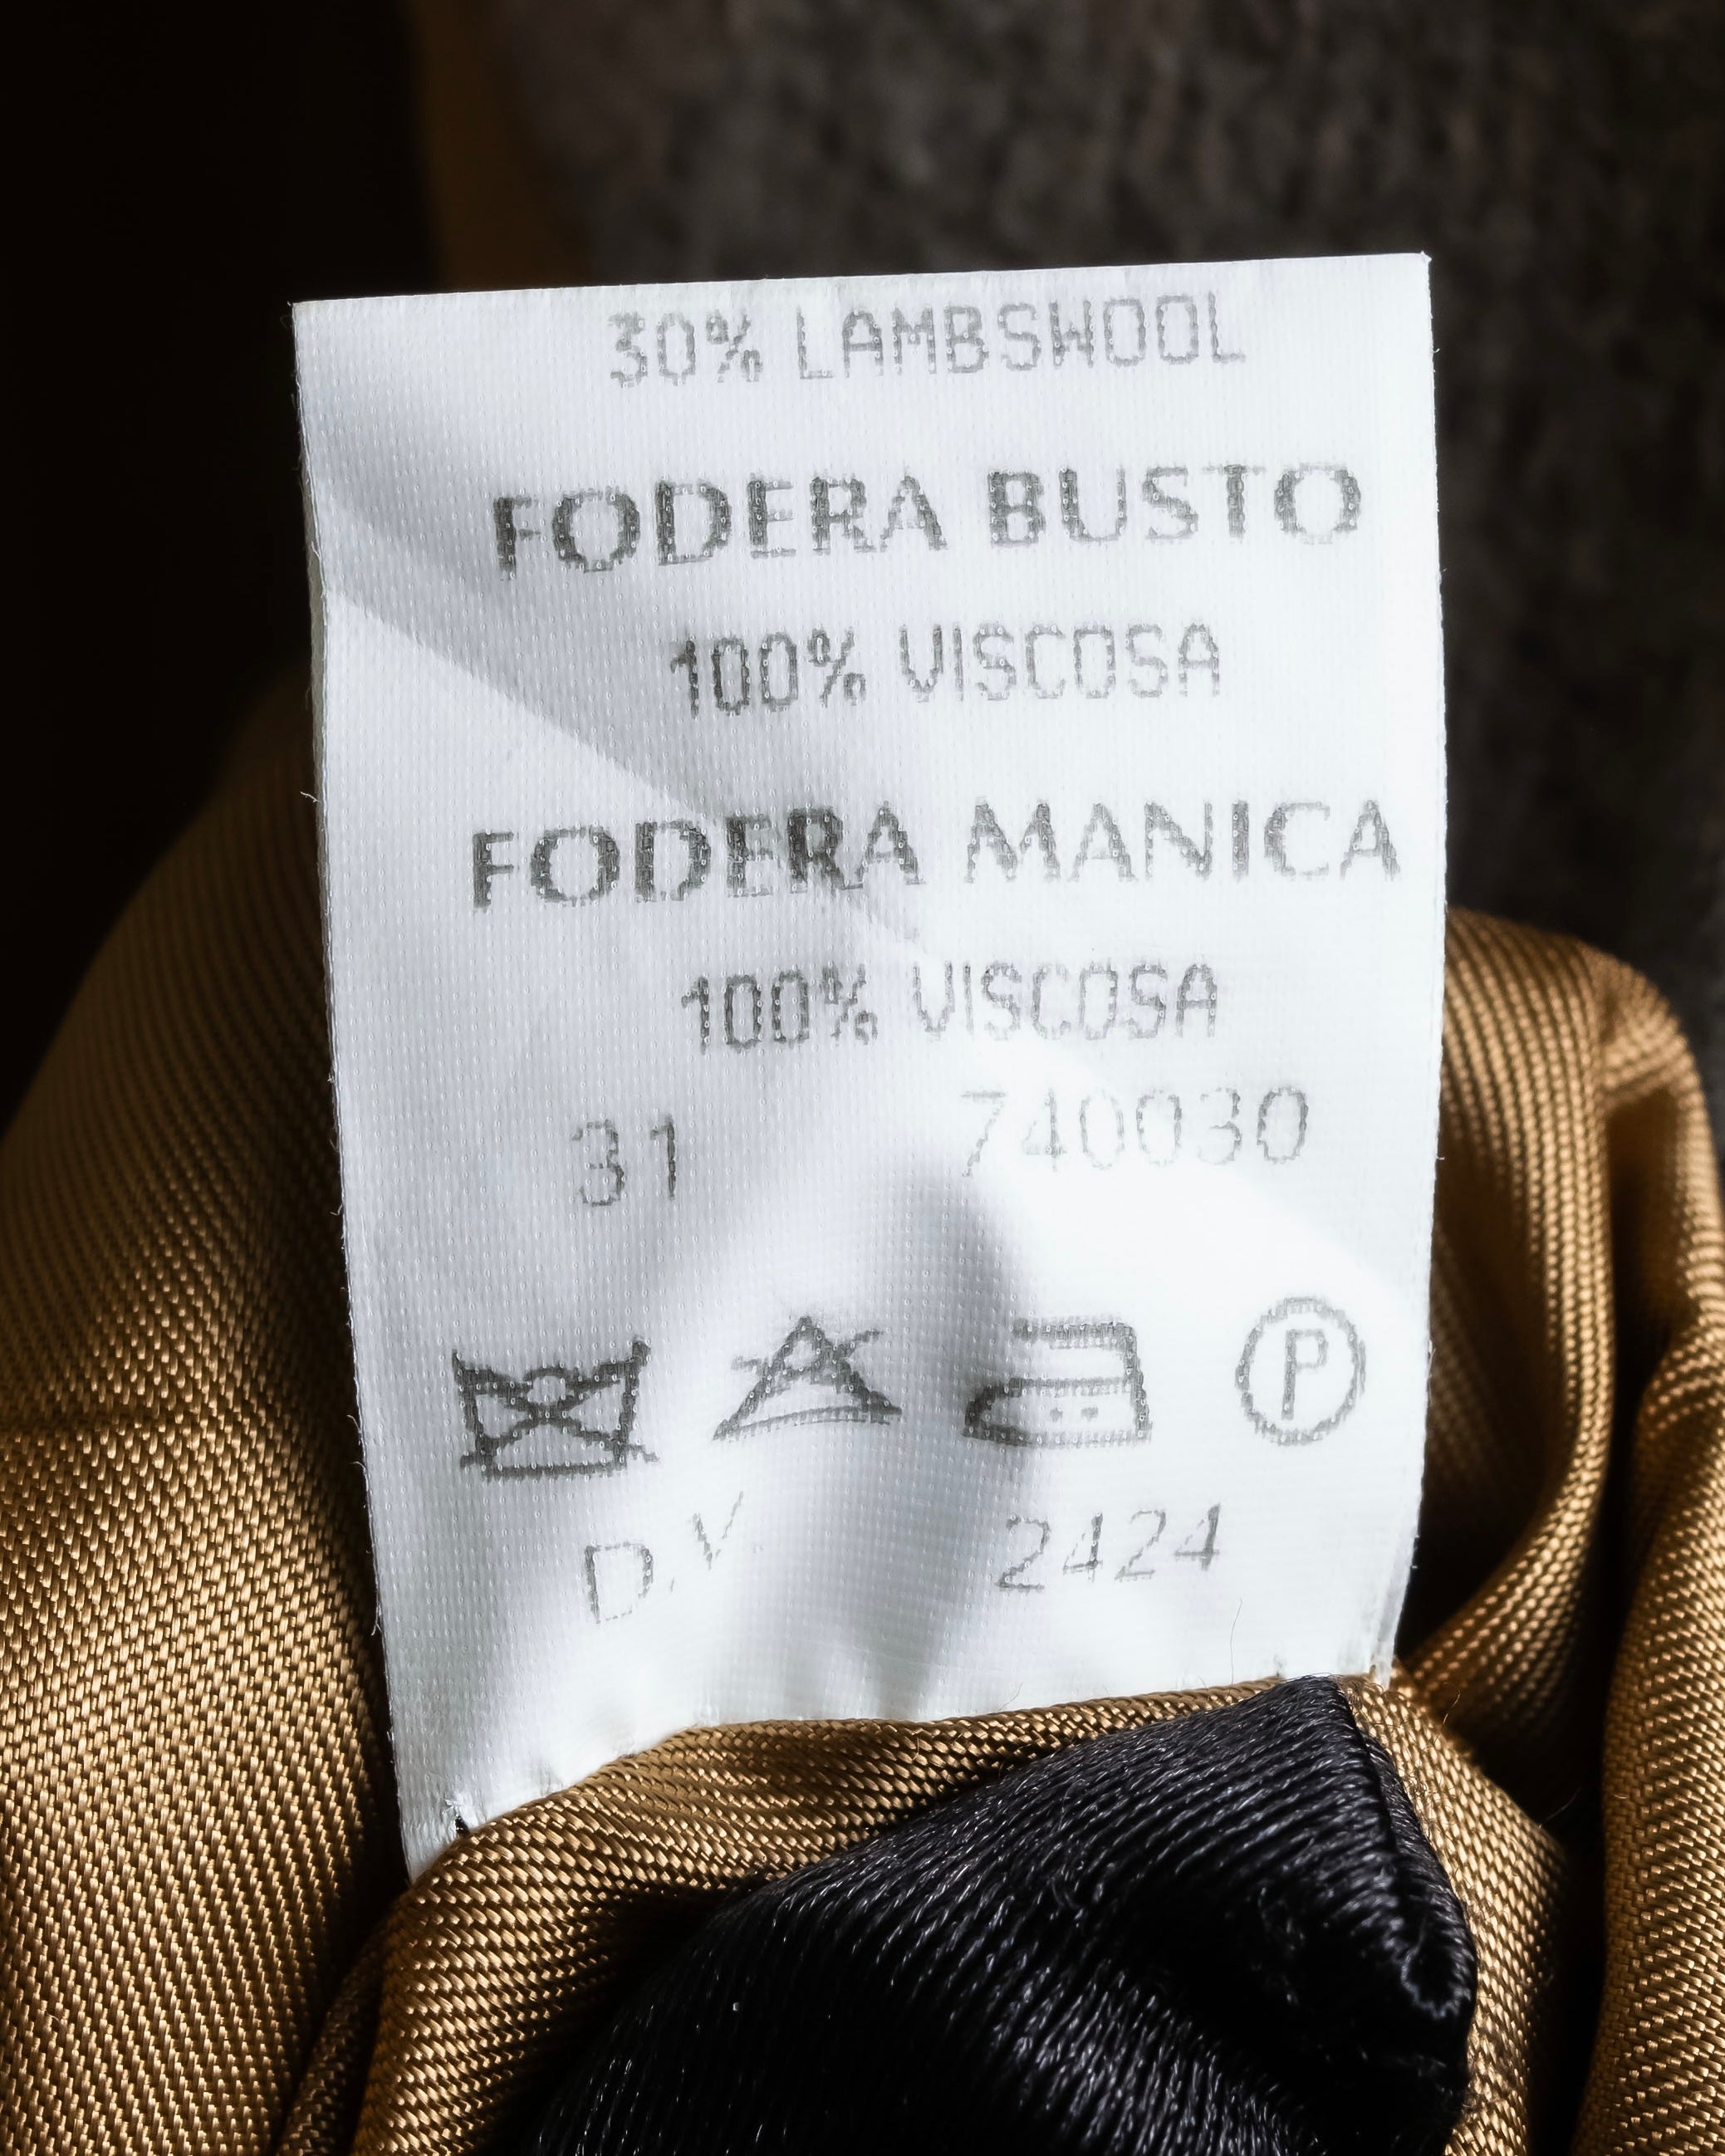 30% LAMBSWOOL
FODERA BUSTO
100% VISCOSA
FODERA MANICA
100% VISCOSA
31 740030
P
D.V. 2424